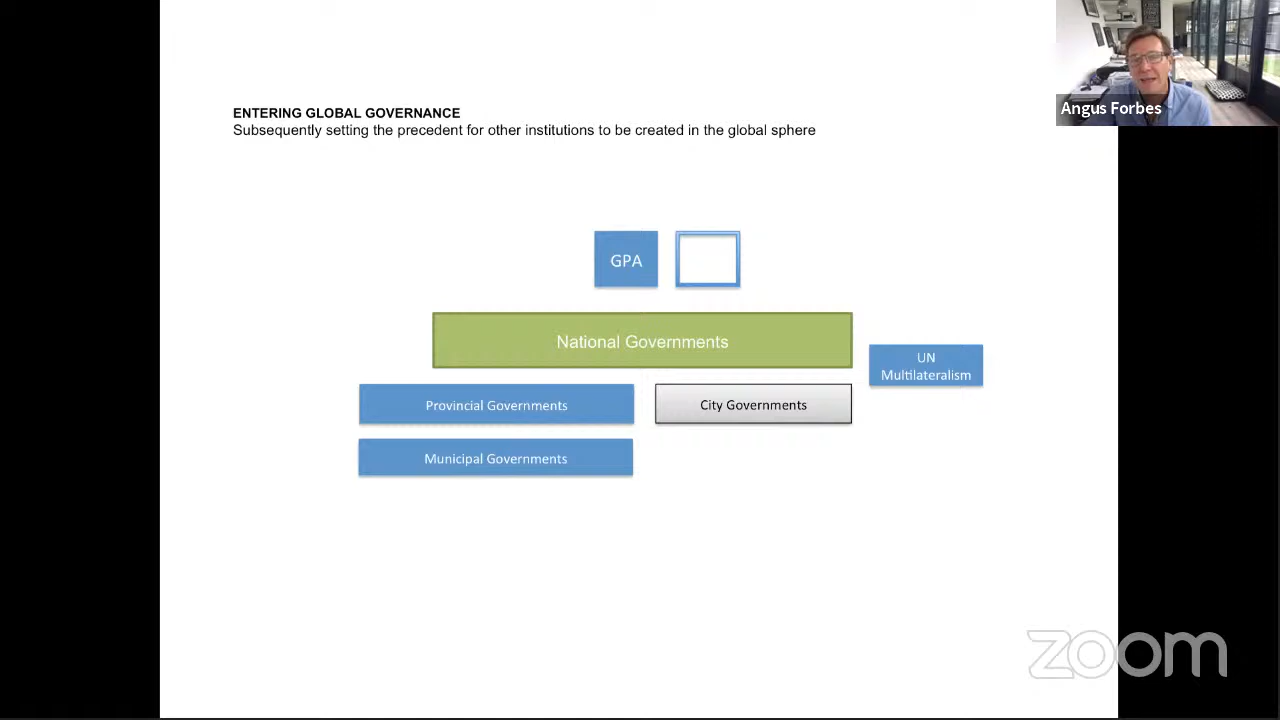 ENTERING GLOBAL GOVERNANCE
Subsequently setting the precedent for other institutions to be created in the global sphere
Angus Forbes
GPA
National Governments
UN
Multilateralism
Provincial Governments
City Governments
Municipal Governments
zoom